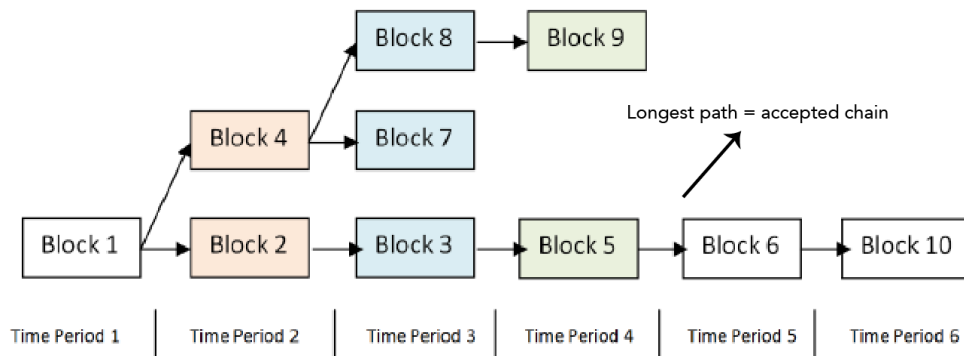 Block 8
Block 9
Longest path = accepted chain
Block 4
Block 7
Block 1
Block 2
Block 3
Block 5
Block 6
Block 10
Time Period 1
Time Period 2
Time Period 3
Time Period 4
Time Period 5
Time Period 6